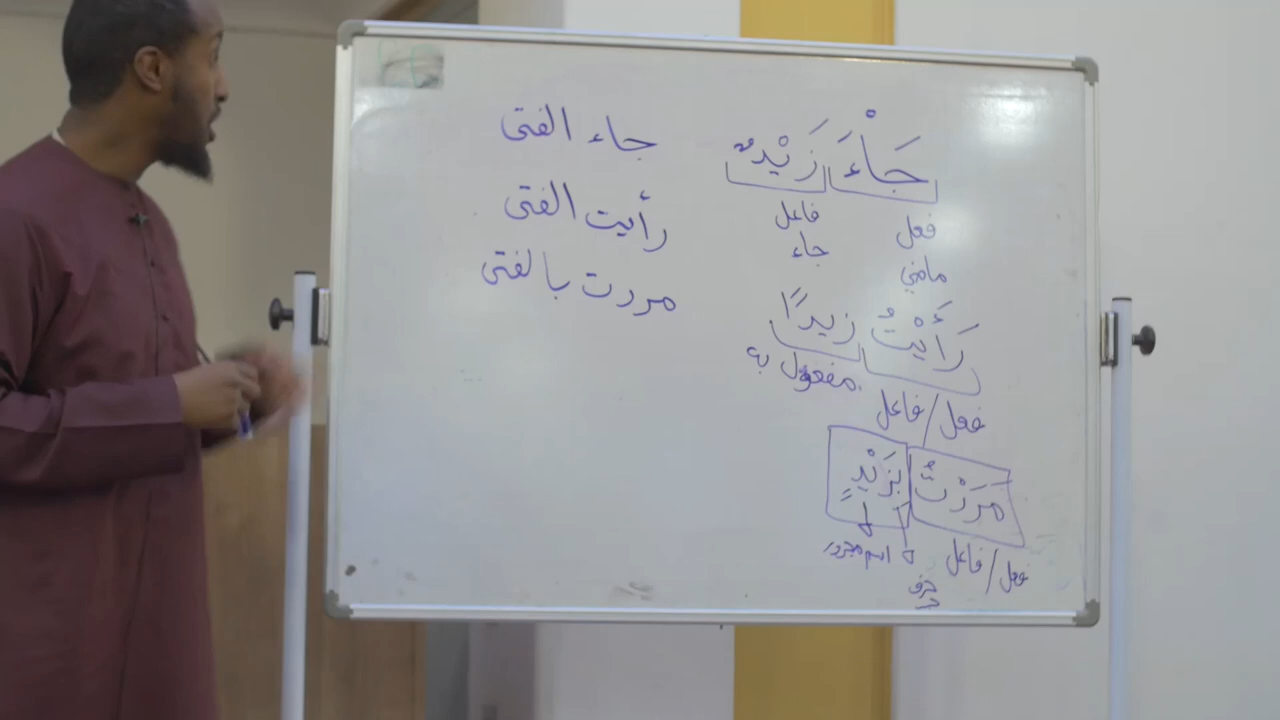 جَاْءَ زَيْدٌ
فعل فاعل
ماضي جاء
رَأَيْتُ زيدًا
فعل/فاعل مفعول به
مَرَرْتُ بِزَيْدٍ
فعل/فاعل حرف اسم مجرور
جاء الفتى
رأيت الفتى
مررت بالفتى